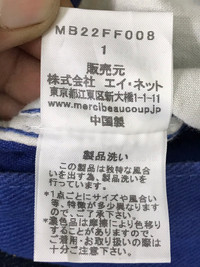 MB22FF008
1
販売元
株式会社 エイ・ネット
東京都江東区新大橋1-1-11
www.mercibeaucoup.jp
中国製
製品洗い
この製品は独特な風合い
を出す為、製品洗いを
行っています。
*1点ごとにサイズや風合い
等、特徴が多少異なります
のでご了承ください。
*濃色品は摩擦により色移り
することがありますので、
ご着用・お取り扱いの際は
十分ご注意下さい。